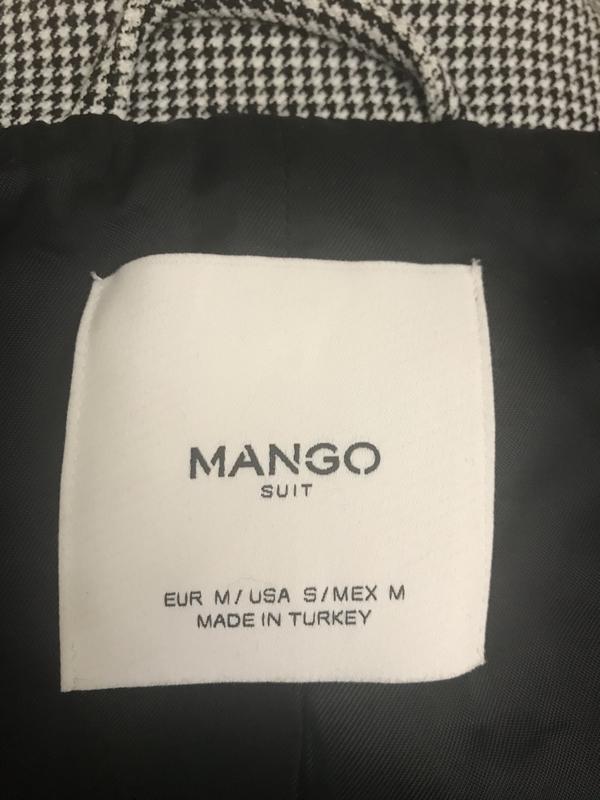 MANGO
SUIT
EUR M/USA S/MEX M
MADE IN TURKEY